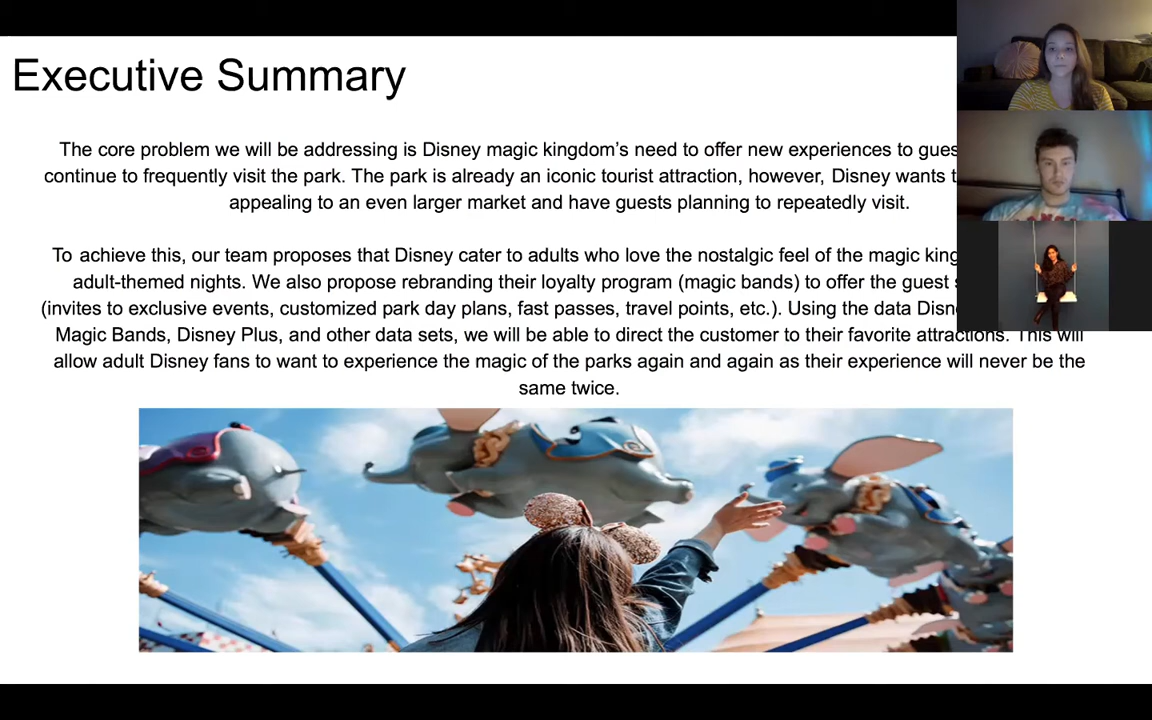 Executive Summary
The core problem we will be addressing is Disney magic kingdom's need to offer new experiences to
continue to frequently visit the park. The park is already an iconic tourist attraction, however, Disney wants
appealing to an even larger market and have guests planning to repeatedly visit.
To achieve this, our team proposes that Disney cater to adults who love the nostalgic feel of the magic
adult-themed nights. We also propose rebranding their loyalty program (magic bands) to offer the guest
(invites to exclusive events, customized park day plans, fast passes, travel points, etc.). Using the data
Magic Bands, Disney Plus, and other data sets, we will be able to direct the customer to their favorite attractions. This will
allow adult Disney fans to want to experience the magic of the parks again and again as their experience will never be the
same twice.